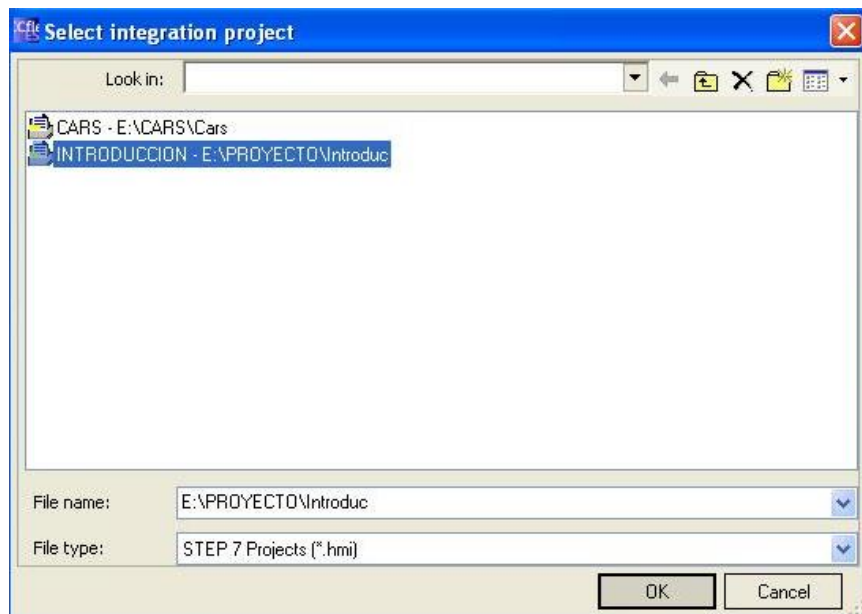 Select integration project
Look in:
CARS - E:\CARS\Cars
INTRODUCCION - E:\PROYECTO\Introduc
File name:
E:\PROYECTO\Introduc
File type:
STEP 7 Projects (*.hmi)
OK
Cancel